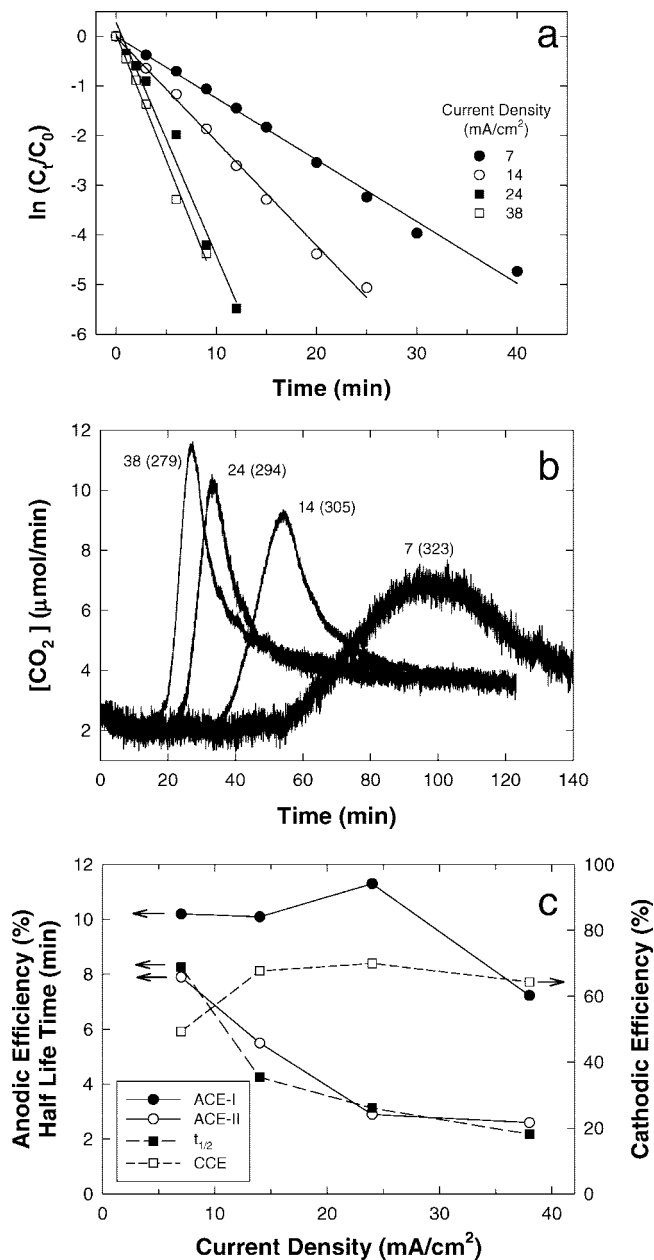 a
0
-1
-2
-3
-4
-5
-6
ln (C_t/C_0)
Current Density
(mA/cm²)
7
14
24
38
0 10 20 30 40
Time (min)
b
12
10
8
6
4
2
[CO₂] (μmol/min)
38 (279)
24 (294)
14 (305)
7 (323)
0 20 40 60 80 100 120 140
Time (min)
c
12
10
8
6
4
2
0
Anodic Efficiency (%)
Half Life Time (min)
100
80
60
40
20
0
Cathodic Efficiency (%)
ACE-I
ACE-II
t_{1/2}
CCE
0 10 20 30 40
Current Density (mA/cm²)